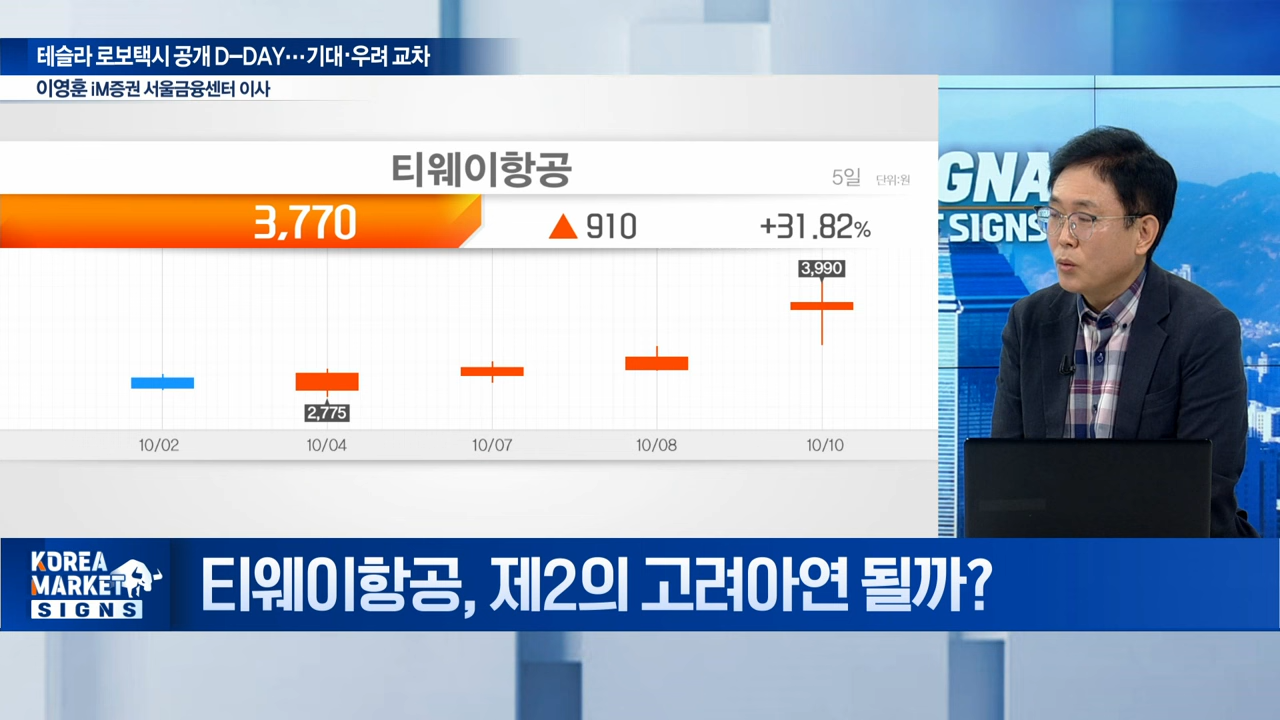 테슬라 로보택시 공개 D-DAY…기대·우려 교차
이영훈 iM증권 서울금융센터 이사
티웨이항공
5일 단위:원
3,770 ▲ 910 +31.82%
3,990
2,775
10/02 10/04 10/07 10/08 10/10
GNA
SIGNS
KOREA
MARKET
SIGNS
티웨이항공, 제2의 고려아연 될까?